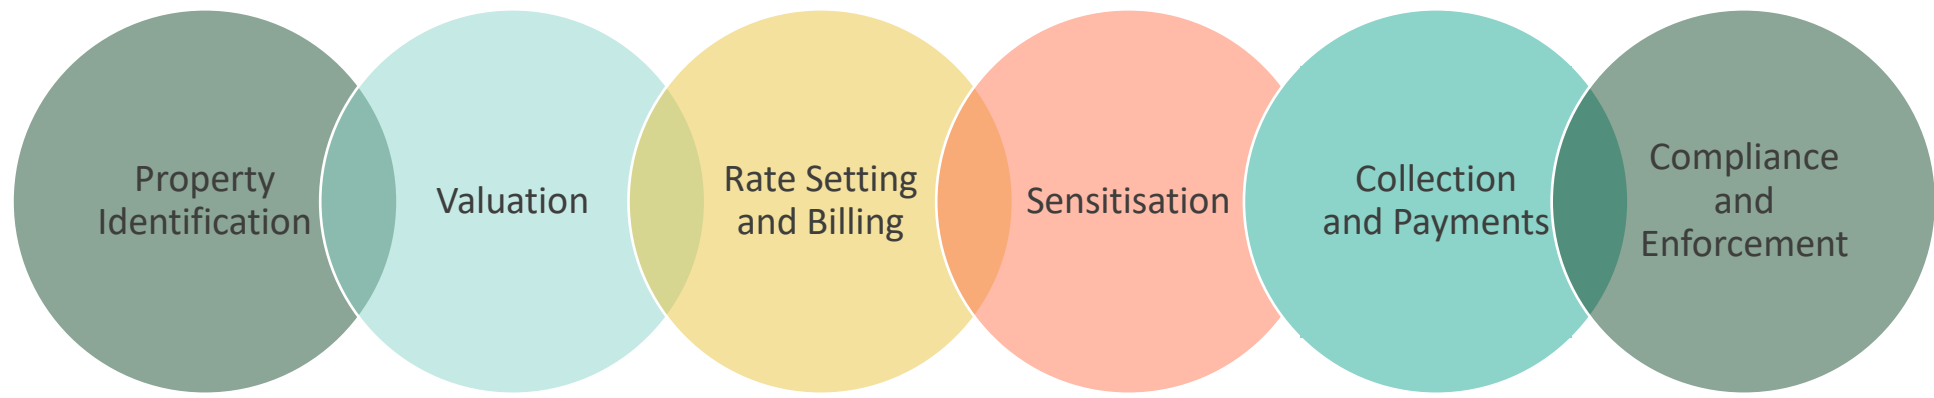 Property
Identification
Valuation
Rate Setting
and Billing
Sensitisation
Collection
and Payments
Compliance
and
Enforcement